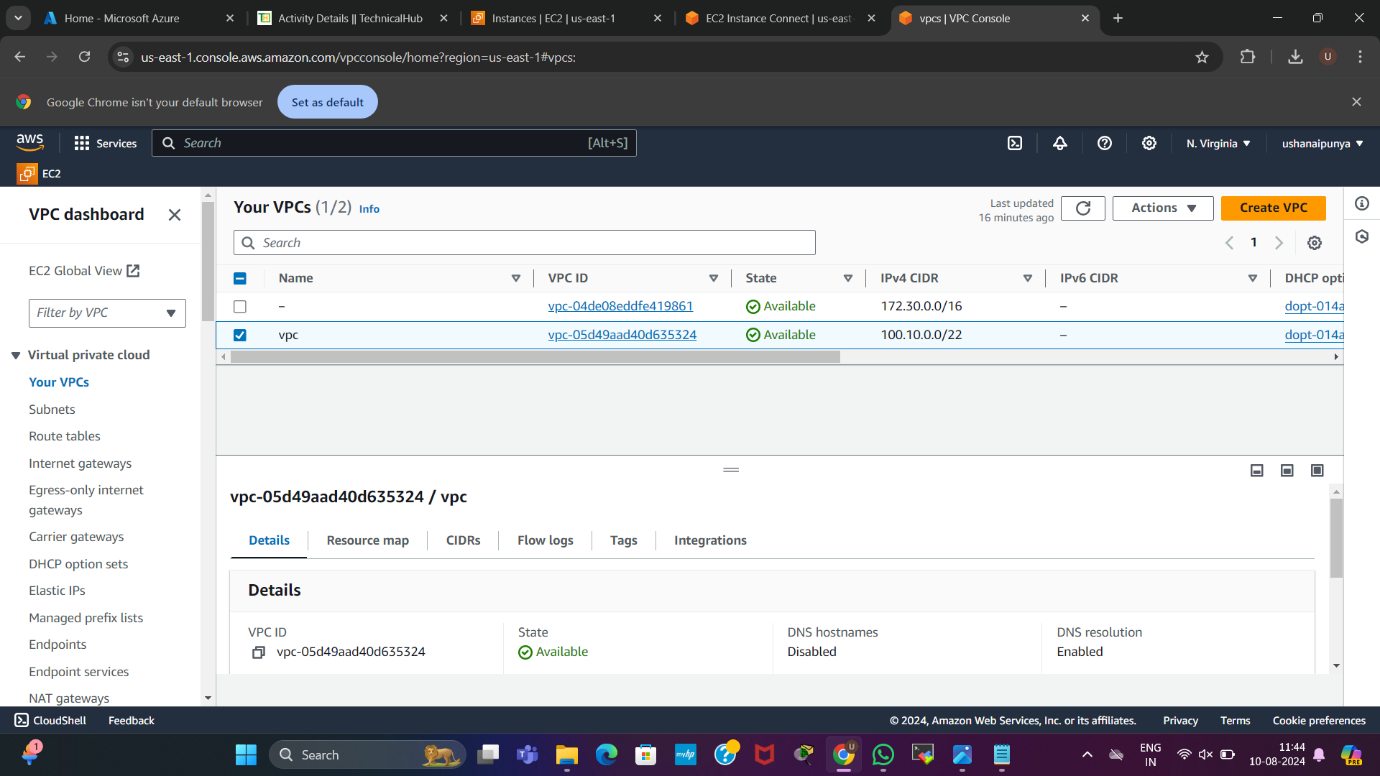 Home - Microsoft Azure
Activity Details || TechnicalHub
Instances | EC2 | us-east-1
EC2 Instance Connect | us-east
vpcs | VPC Console
us-east-1.console.aws.amazon.com/vpcconsole/home?region=us-east-1#vpcs:
U
Google Chrome isn't your default browser
Set as default
aws
Services
Search
[Alt+S]
N. Virginia
ushanaipunya
EC2
VPC dashboard
EC2 Global View
Filter by VPC
Virtual private cloud
Your VPCs
Subnets
Route tables
Internet gateways
Egress-only internet
gateways
Carrier gateways
DHCP option sets
Elastic IPs
Managed prefix lists
Endpoints
Endpoint services
NAT gateways
Your VPCs (1/2) Info
Last updated
16 minutes ago
Actions
Create VPC
Search
1
Name VPC ID State IPv4 CIDR IPv6 CIDR DHCP opti
– vpc-04de08eddfe419861 Available 172.30.0.0/16 – dopt-014a
vpc vpc-05d49aad40d635324 Available 100.10.0.0/22 – dopt-014a
vpc-05d49aad40d635324 / vpc
Details Resource map CIDRs Flow logs Tags Integrations
Details
VPC ID
vpc-05d49aad40d635324
State
Available
DNS hostnames
Disabled
DNS resolution
Enabled
CloudShell Feedback
© 2024, Amazon Web Services, Inc. or its affiliates. Privacy Terms Cookie preferences
1
Search
myhp
U
ENG
IN
11:44
10-08-2024
PRE